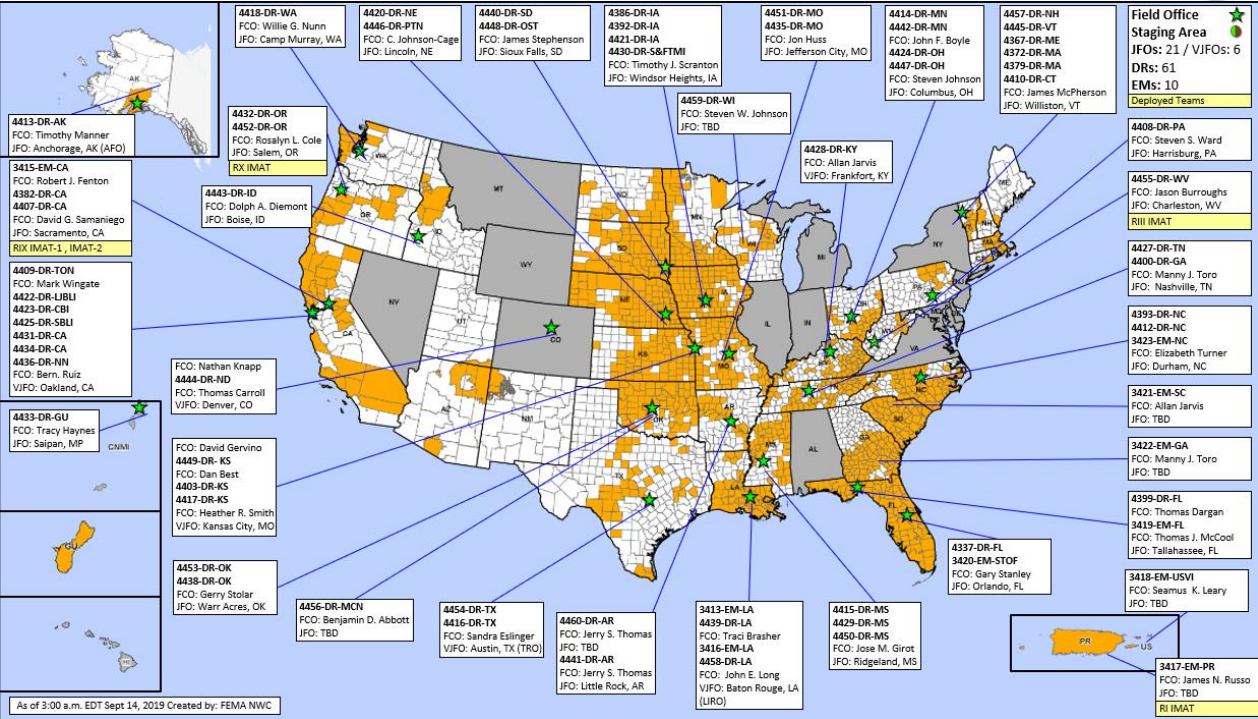 4418-DR-WA
FCO: Willie G. Nunn
JFO: Camp Murray, WA
4420-DR-NE
4446-DR-PTN
FCO: C. Johnson-Cage
JFO: Lincoln, NE
4440-DR-SD
4448-DR-OST
FCO: James Stephenson
JFO: Sioux Falls, SD
4386-DR-IA
4392-DR-IA
4421-DR-IA
4430-DR-S&FTMI
FCO: Timothy J. Scranton
JFO: Windsor Heights, IA
4451-DR-MO
4435-DR-MO
FCO: Jon Huss
JFO: Jefferson City, MO
4414-DR-MN
4442-DR-MN
FCO: John F. Boyle
4424-DR-OH
4447-DR-OH
FCO: Steven Johnson
JFO: Columbus, OH
4457-DR-NH
4445-DR-VT
4367-DR-ME
4372-DR-MA
4379-DR-MA
4410-DR-CT
FCO: James McPherson
JFO: Williston, VT
Field Office
Staging Area
JFOs: 21 / VJFOs: 6
DRs: 61
EMs: 10
Deployed Teams
4413-DR-AK
FCO: Timothy Manner
JFO: Anchorage, AK (AFO)
4432-DR-OR
4452-DR-OR
FCO: Rosalyn L. Cole
JFO: Salem, OR
RX IMAT
4459-DR-WI
FCO: Steven W. Johnson
JFO: TBD
4428-DR-KY
FCO: Allan Jarvis
VJFO: Frankfort, KY
4408-DR-PA
FCO: Steven S. Ward
JFO: Harrisburg, PA
3415-EM-CA
FCO: Robert J. Fenton
4382-DR-CA
4407-DR-CA
FCO: David G. Samaniego
JFO: Sacramento, CA
RIX IMAT-1 , IMAT-2
4443-DR-ID
FCO: Dolph A. Diemont
JFO: Boise, ID
4455-DR-WV
FCO: Jason Burroughs
JFO: Charleston, WV
RIII IMAT
4427-DR-TN
4400-DR-GA
FCO: Manny J. Toro
JFO: Nashville, TN
4409-DR-TON
FCO: Mark Wingate
4422-DR-LJBLI
4423-DR-CBI
4425-DR-SBLI
4431-DR-CA
4434-DR-CA
4436-DR-NN
FCO: Bern. Ruiz
VJFO: Oakland, CA
4393-DR-NC
4412-DR-NC
3423-EM-NC
FCO: Elizabeth Turner
JFO: Durham, NC
FCO: Nathan Knapp
4444-DR-ND
FCO: Thomas Carroll
VJFO: Denver, CO
3421-EM-SC
FCO: Allan Jarvis
JFO: TBD
4433-DR-GU
FCO: Tracy Haynes
JFO: Saipan, MP
CNMI
FCO: David Gervino
4449-DR- KS
FCO: Dan Best
4403-DR-KS
4417-DR-KS
FCO: Heather R. Smith
VJFO: Kansas City, MO
3422-EM-GA
FCO: Manny J. Toro
JFO: TBD
4399-DR-FL
FCO: Thomas Dargan
3419-EM-FL
FCO: Thomas J. McCool
JFO: Tallahassee, FL
4453-DR-OK
4438-DR-OK
FCO: Gerry Stolar
JFO: Warr Acres, OK
4337-DR-FL
3420-EM-STOF
FCO: Gary Stanley
JFO: Orlando, FL
3418-EM-USVI
FCO: Seamus K. Leary
JFO: TBD
4456-DR-MCN
FCO: Benjamin D. Abbott
JFO: TBD
4454-DR-TX
4416-DR-TX
FCO: Sandra Eslinger
VJFO: Austin, TX (TRO)
4460-DR-AR
FCO: Jerry S. Thomas
JFO: TBD
4441-DR-AR
FCO: Jerry S. Thomas
JFO: Little Rock, AR
3413-EM-LA
4439-DR-LA
FCO: Traci Brasher
3416-EM-LA
4458-DR-LA
FCO: John E. Long
VJFO: Baton Rouge, LA
(LIRO)
4415-DR-MS
4429-DR-MS
4450-DR-MS
FCO: Jose M. Girot
JFO: Ridgeland, MS
3417-EM-PR
FCO: James N. Russo
JFO: TBD
RI IMAT
AK
WA
MT
ND
MN
ME
OR
ID
WY
SD
WI
MI
NY
NH
MA
NV
UT
CO
NE
IA
IL
IN
OH
PA
NJ
CA
AZ
NM
KS
MO
WV
VA
OK
AR
NC
SC
TX
LA
MS
AL
GA
FL
GU
HI
PR
US
As of 3:00 a.m. EDT Sept 14, 2019 Created by: FEMA NWC